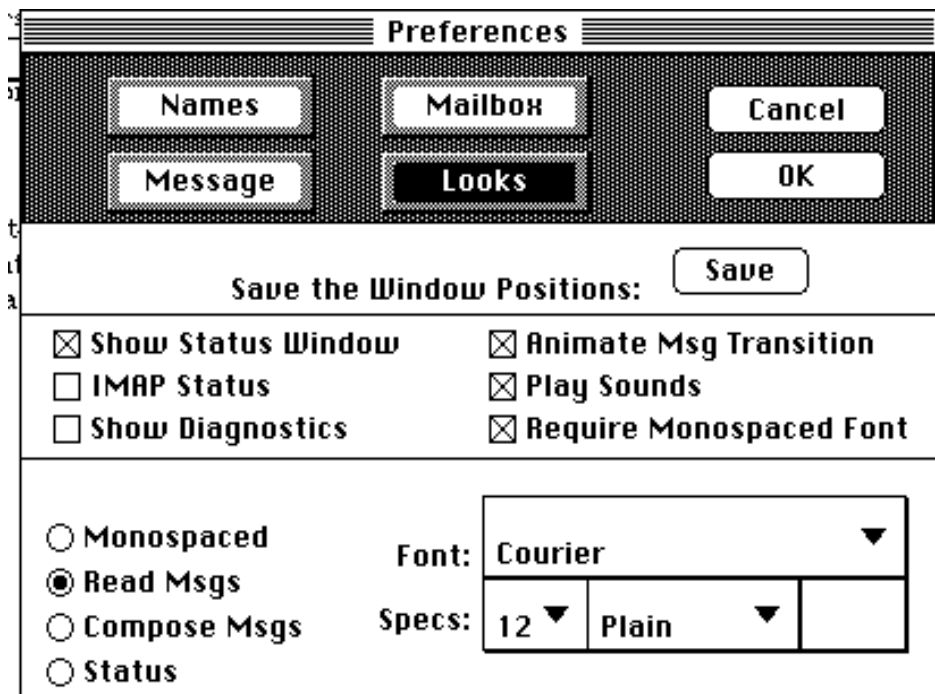 Preferences
Names Mailbox Cancel
Message Looks OK
Save the Window Positions: Save
Show Status Window Animate Msg Transition
IMAP Status Play Sounds
Show Diagnostics Require Monospaced Font
Monospaced
Font: Courier
Read Msgs
Compose Msgs
Specs: 12 Plain
Status